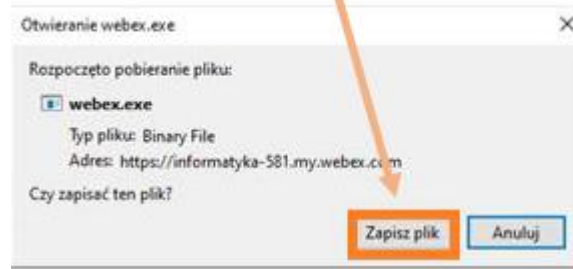 Otwieranie webex.exe
Rozpoczęto pobieranie pliku:
webex.exe
Typ pliku: Binary File
Adres: https://informatyka-581.my.webex.com
Czy zapisać ten plik?
Zapisz plik Anuluj